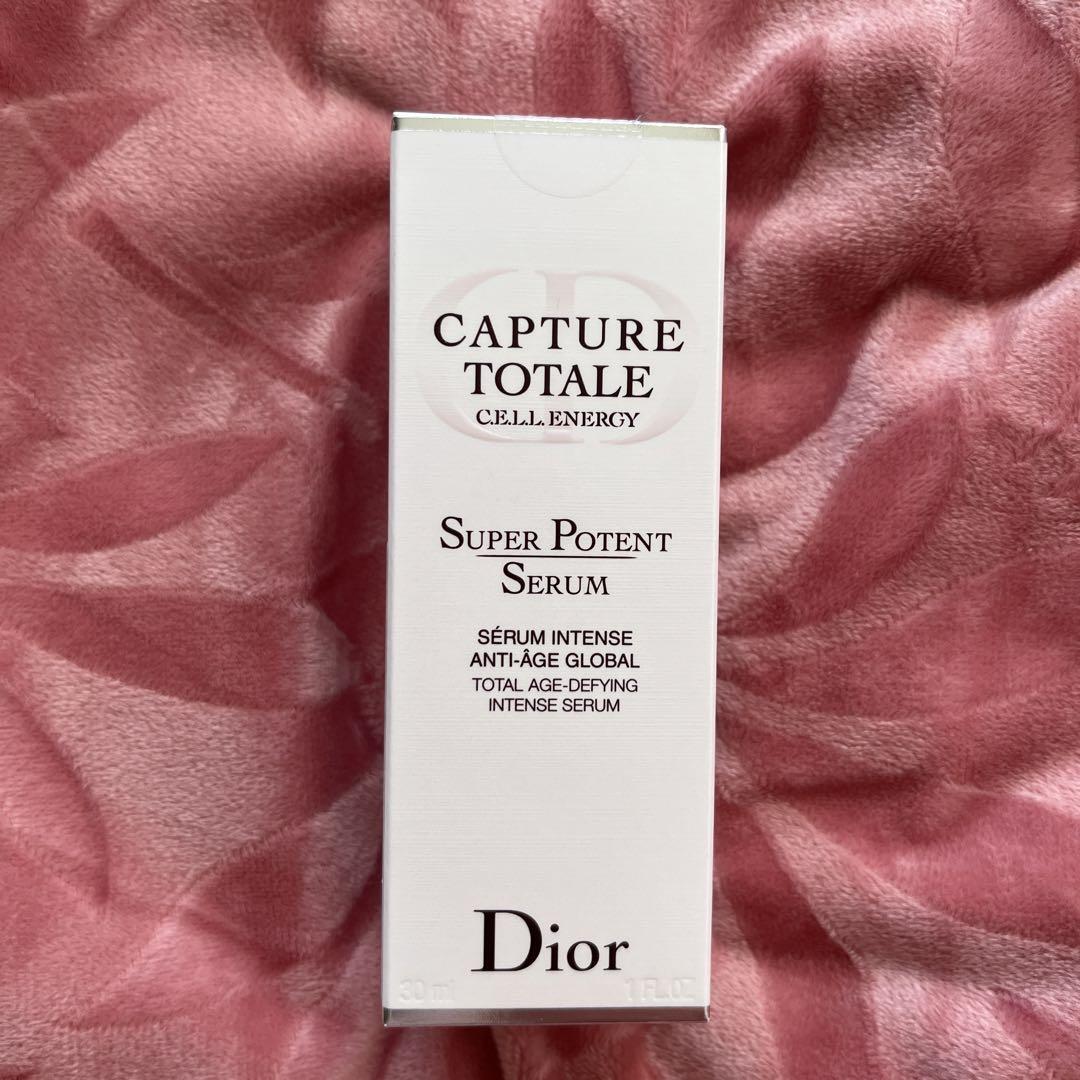 CAPTURE
TOTALE
C.E.L.L. ENERGY
SUPER POTENT
SERUM
SÉRUM INTENSE
ANTI-ÂGE GLOBAL
TOTAL AGE-DEFYING
INTENSE SERUM
Dior
30 ml 1 FL.OZ